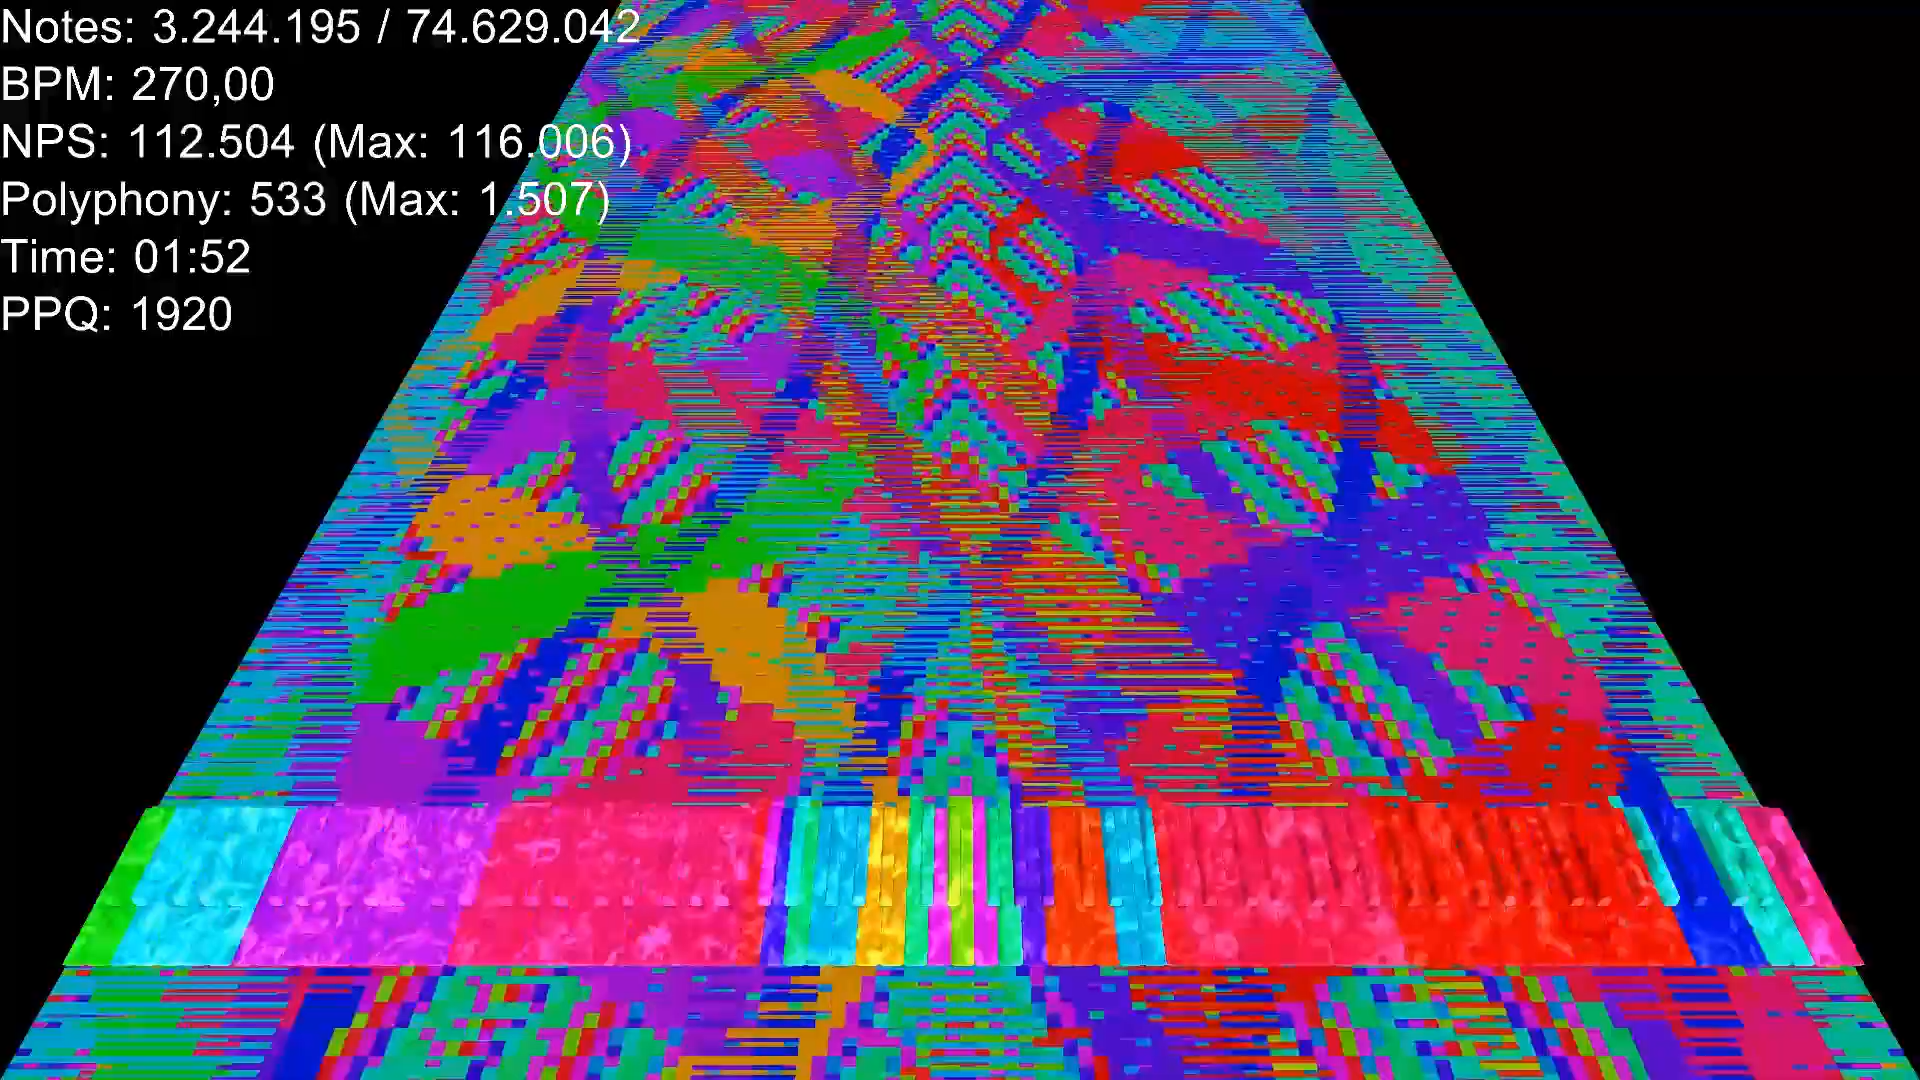 Notes: 3.244.195 / 74.629.042
BPM: 270,00
NPS: 112.504 (Max: 116.006)
Polyphony: 533 (Max: 1.507)
Time: 01:52
PPQ: 1920